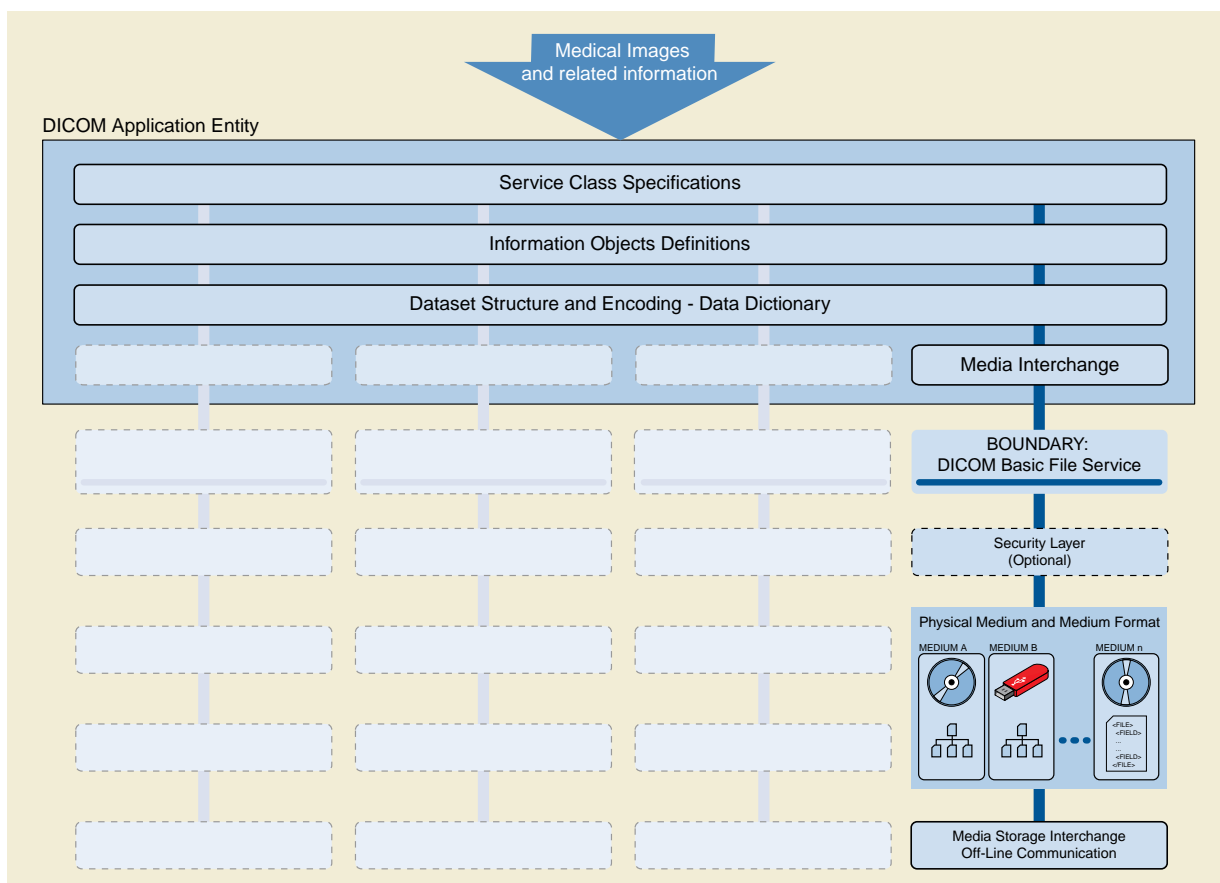 Medical Images
and related information
DICOM Application Entity
Service Class Specifications
Information Objects Definitions
Dataset Structure and Encoding - Data Dictionary
Media Interchange
BOUNDARY:
DICOM Basic File Service
Security Layer
(Optional)
Physical Medium and Medium Format
MEDIUM A
MEDIUM B
MEDIUM n
<FILE>
<FIELD>
...
...
<FIELD>
</FILE>
Media Storage Interchange
Off-Line Communication